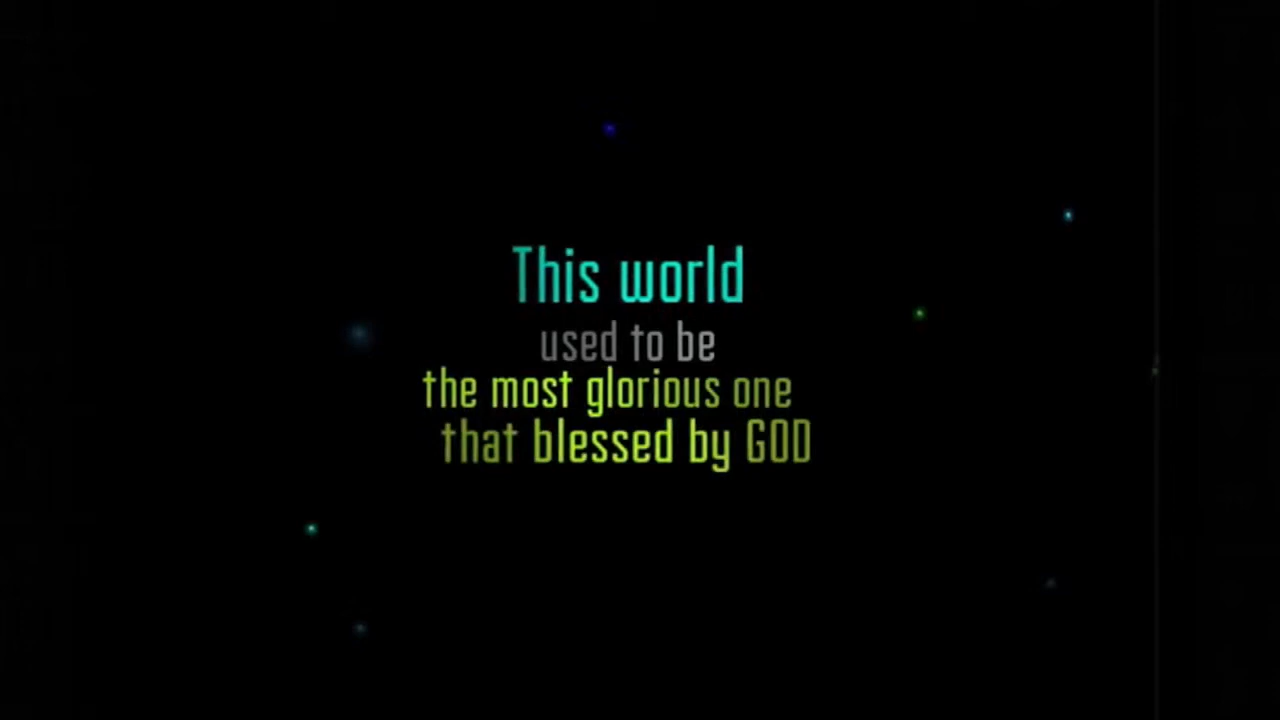 This world
used to be
the most glorious one
that blessed by GOD